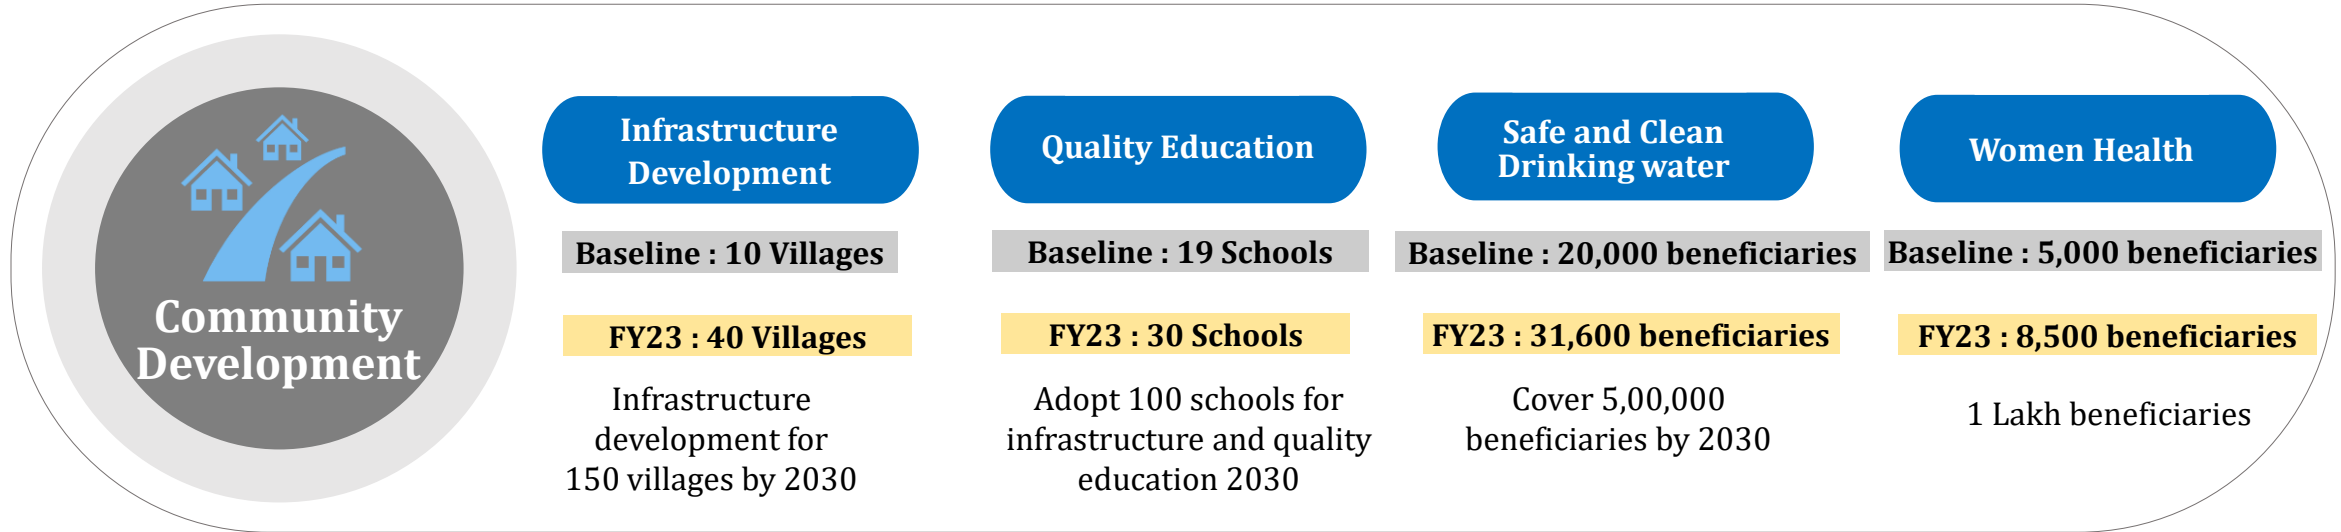 Community
Development
Infrastructure
Development
Baseline : 10 Villages
FY23 : 40 Villages
Infrastructure
development for
150 villages by 2030
Quality Education
Baseline : 19 Schools
FY23 : 30 Schools
Adopt 100 schools for
infrastructure and quality
education 2030
Safe and Clean
Drinking water
Baseline : 20,000 beneficiaries
FY23 : 31,600 beneficiaries
Cover 5,00,000
beneficiaries by 2030
Women Health
Baseline : 5,000 beneficiaries
FY23 : 8,500 beneficiaries
1 Lakh beneficiaries